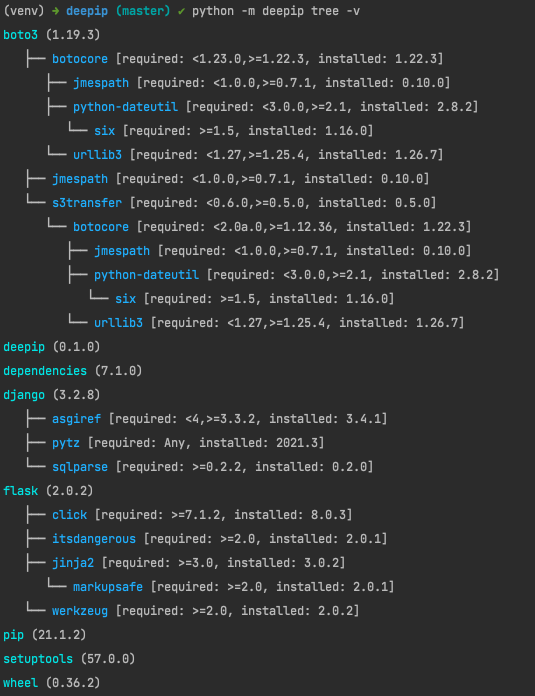 (venv) ➜ deepip (master) ✓ python -m deepip tree -v
boto3 (1.19.3)
├── botocore [required: <1.23.0,>=1.22.3, installed: 1.22.3]
├── jmespath [required: <1.0.0,>=0.7.1, installed: 0.10.0]
├── python-dateutil [required: <3.0.0,>=2.1, installed: 2.8.2]
└── six [required: >=1.5, installed: 1.16.0]
└── urllib3 [required: <1.27,>=1.25.4, installed: 1.26.7]
├── jmespath [required: <1.0.0,>=0.7.1, installed: 0.10.0]
└── s3transfer [required: <0.6.0,>=0.5.0, installed: 0.5.0]
└── botocore [required: <2.0a.0,>=1.12.36, installed: 1.22.3]
├── jmespath [required: <1.0.0,>=0.7.1, installed: 0.10.0]
├── python-dateutil [required: <3.0.0,>=2.1, installed: 2.8.2]
└── six [required: >=1.5, installed: 1.16.0]
└── urllib3 [required: <1.27,>=1.25.4, installed: 1.26.7]
deepip (0.1.0)
dependencies (7.1.0)
django (3.2.8)
├── asgiref [required: <4,>=3.3.2, installed: 3.4.1]
├── pytz [required: Any, installed: 2021.3]
└── sqlparse [required: >=0.2.2, installed: 0.2.0]
flask (2.0.2)
├── click [required: >=7.1.2, installed: 8.0.3]
├── itsdangerous [required: >=2.0, installed: 2.0.1]
├── jinja2 [required: >=3.0, installed: 3.0.2]
└── markupsafe [required: >=2.0, installed: 2.0.1]
└── werkzeug [required: >=2.0, installed: 2.0.2]
pip (21.1.2)
setuptools (57.0.0)
wheel (0.36.2)